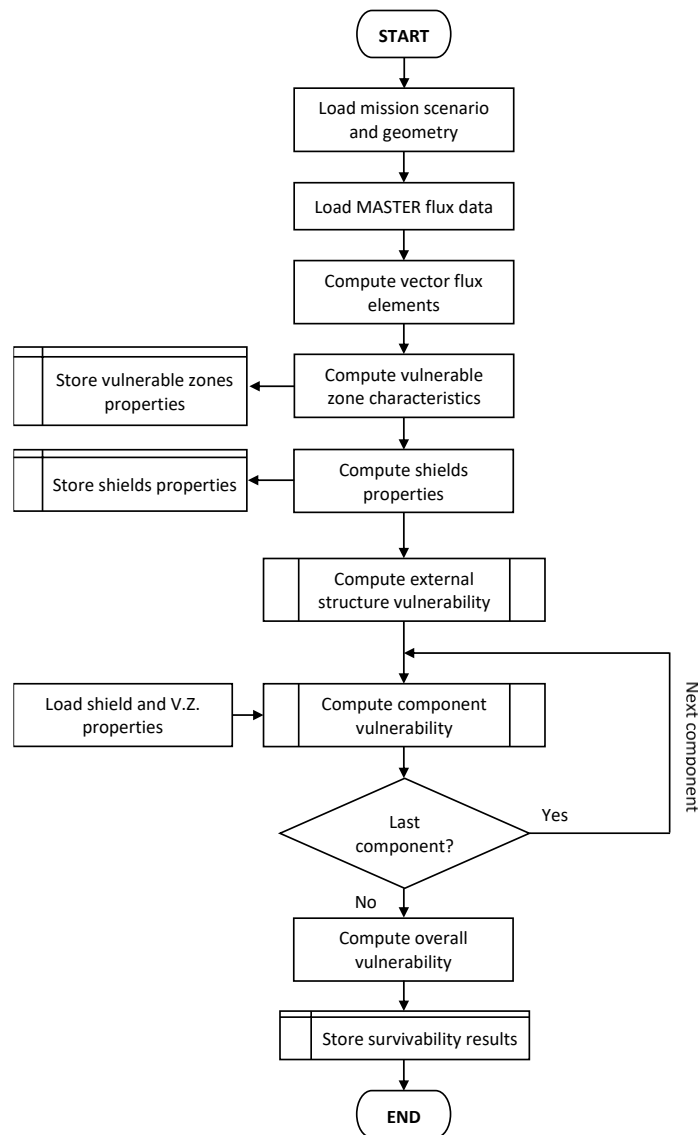 START
Load mission scenario
and geometry
Load MASTER flux data
Compute vector flux
elements
Store vulnerable zones
properties
Compute vulnerable
zone characteristics
Store shields properties
Compute shields
properties
Compute external
structure vulnerability
Load shield and V.Z.
properties
Compute component
vulnerability
Next component
Last
component?
Yes
No
Compute overall
vulnerability
Store survivability results
END